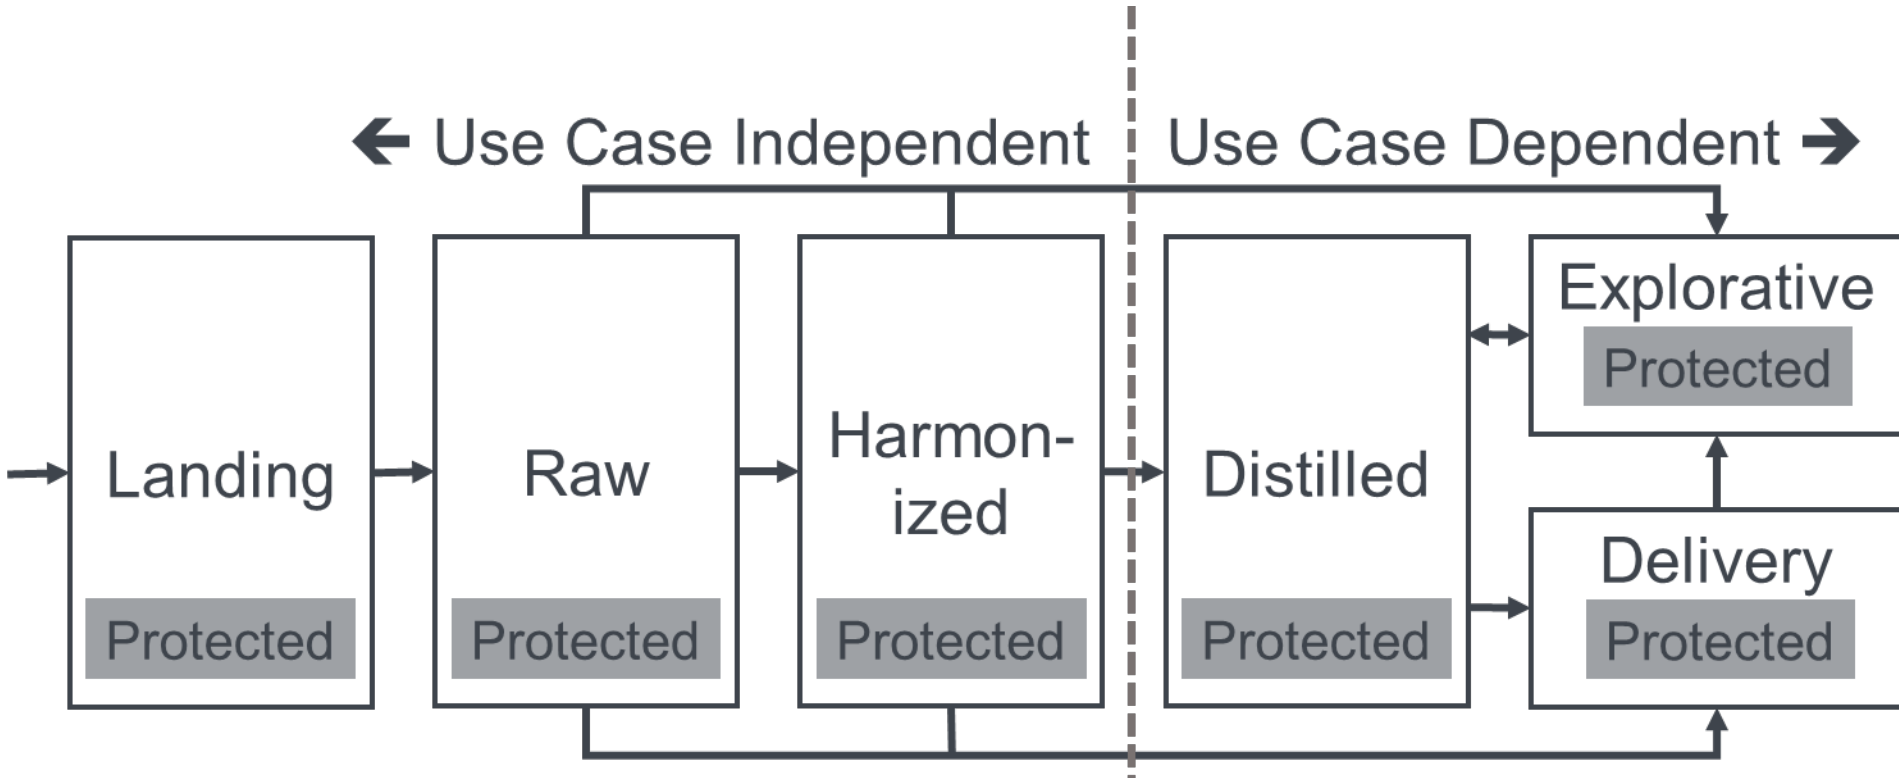 Use Case Independent
Use Case Dependent
Landing
Protected
Raw
Protected
Harmon-
ized
Protected
Distilled
Protected
Explorative
Protected
Delivery
Protected